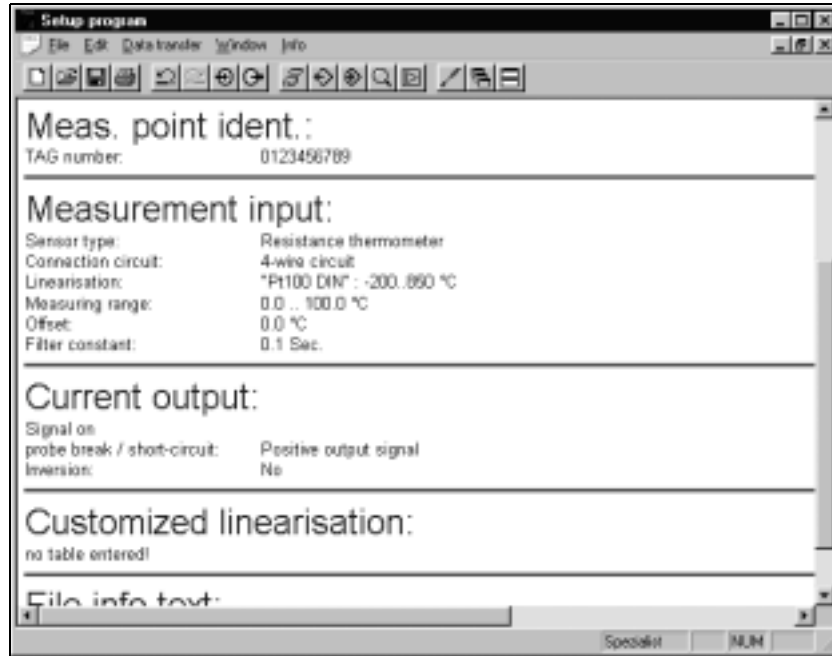 Setup program
File Edit Data transfer Window Info
Meas. point ident.:
TAG number: 0123456789
Measurement input:
Sensor type: Resistance thermometer
Connection circuit: 4-wire circuit
Linearisation: "Pt100 DIN" : -200..850 °C
Measuring range: 0.0 .. 100.0 °C
Offset: 0.0 °C
Filter constant: 0.1 Sec.
Current output:
Signal on
probe break / short-circuit: Positive output signal
Inversion: No
Customized linearisation:
no table entered!
File info text:
Spezialist NUM